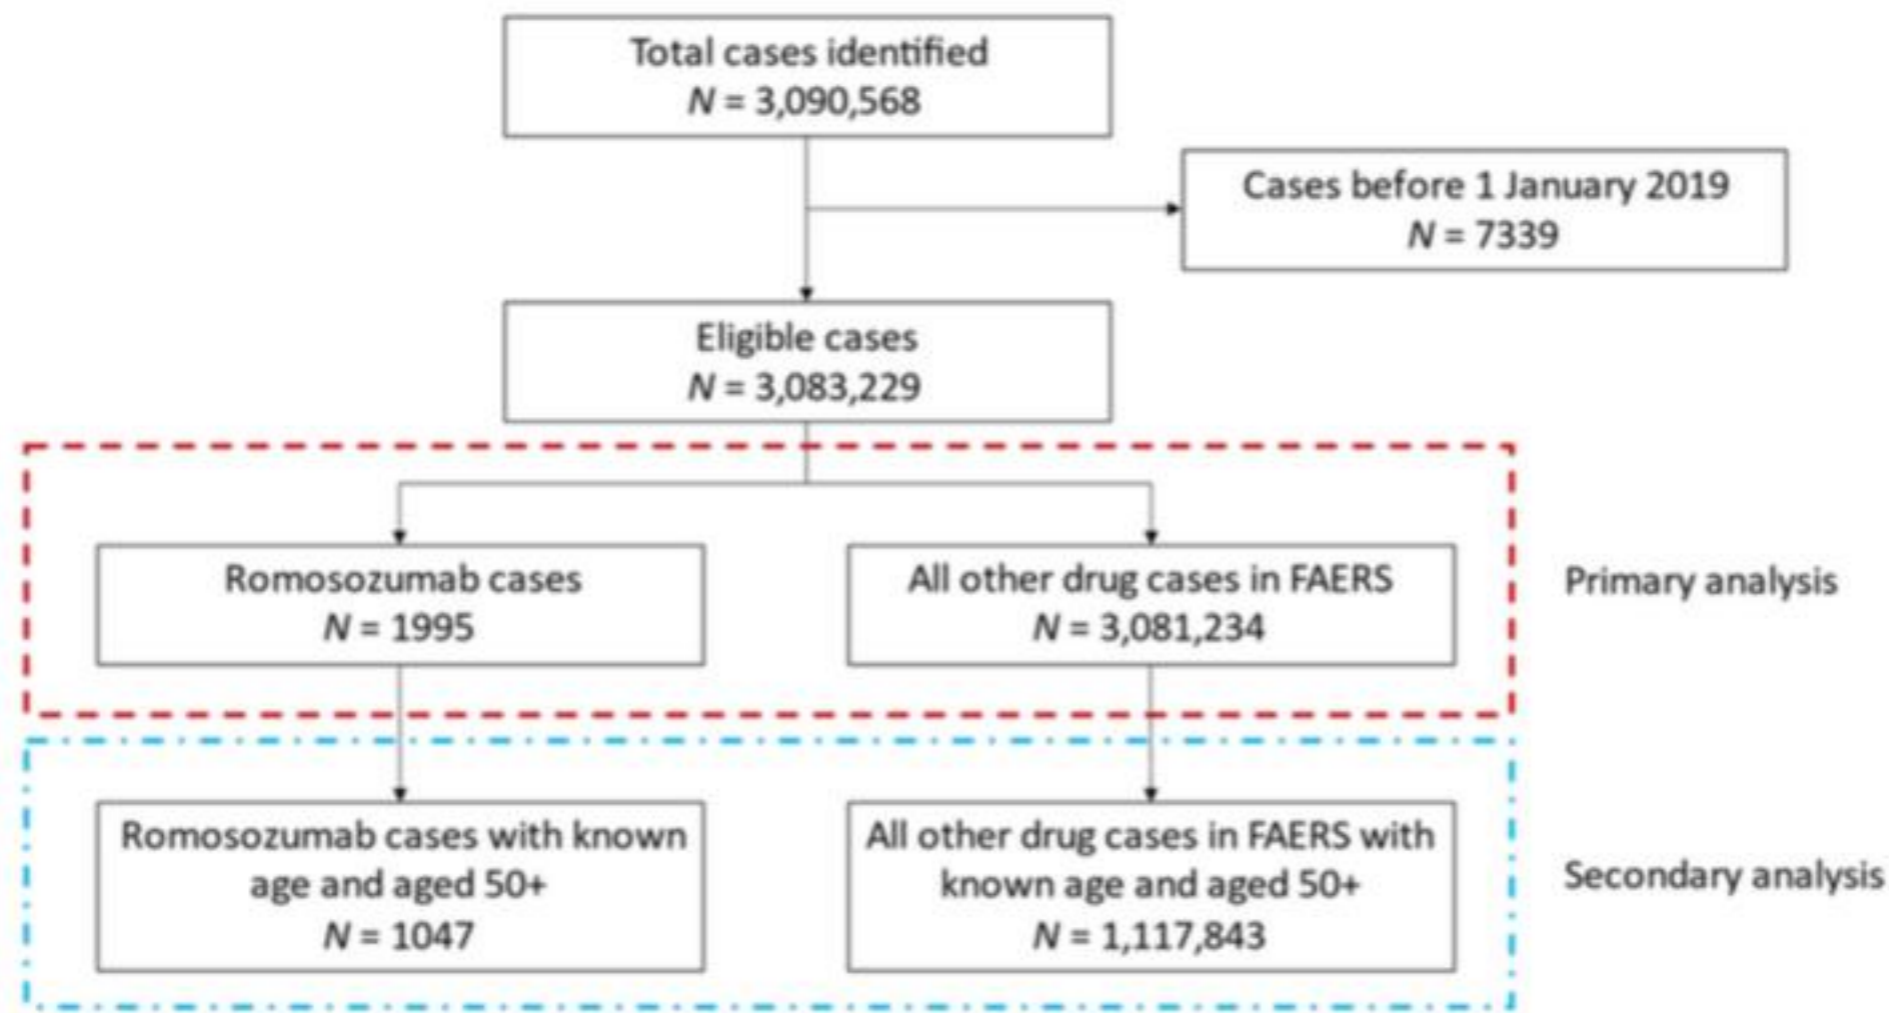 Total cases identified
N = 3,090,568
Cases before 1 January 2019
N = 7339
Eligible cases
N = 3,083,229
Romosozumab cases
N = 1995
All other drug cases in FAERS
N = 3,081,234
Primary analysis
Romosozumab cases with known
age and aged 50+
N = 1047
All other drug cases in FAERS with
known age and aged 50+
N = 1,117,843
Secondary analysis